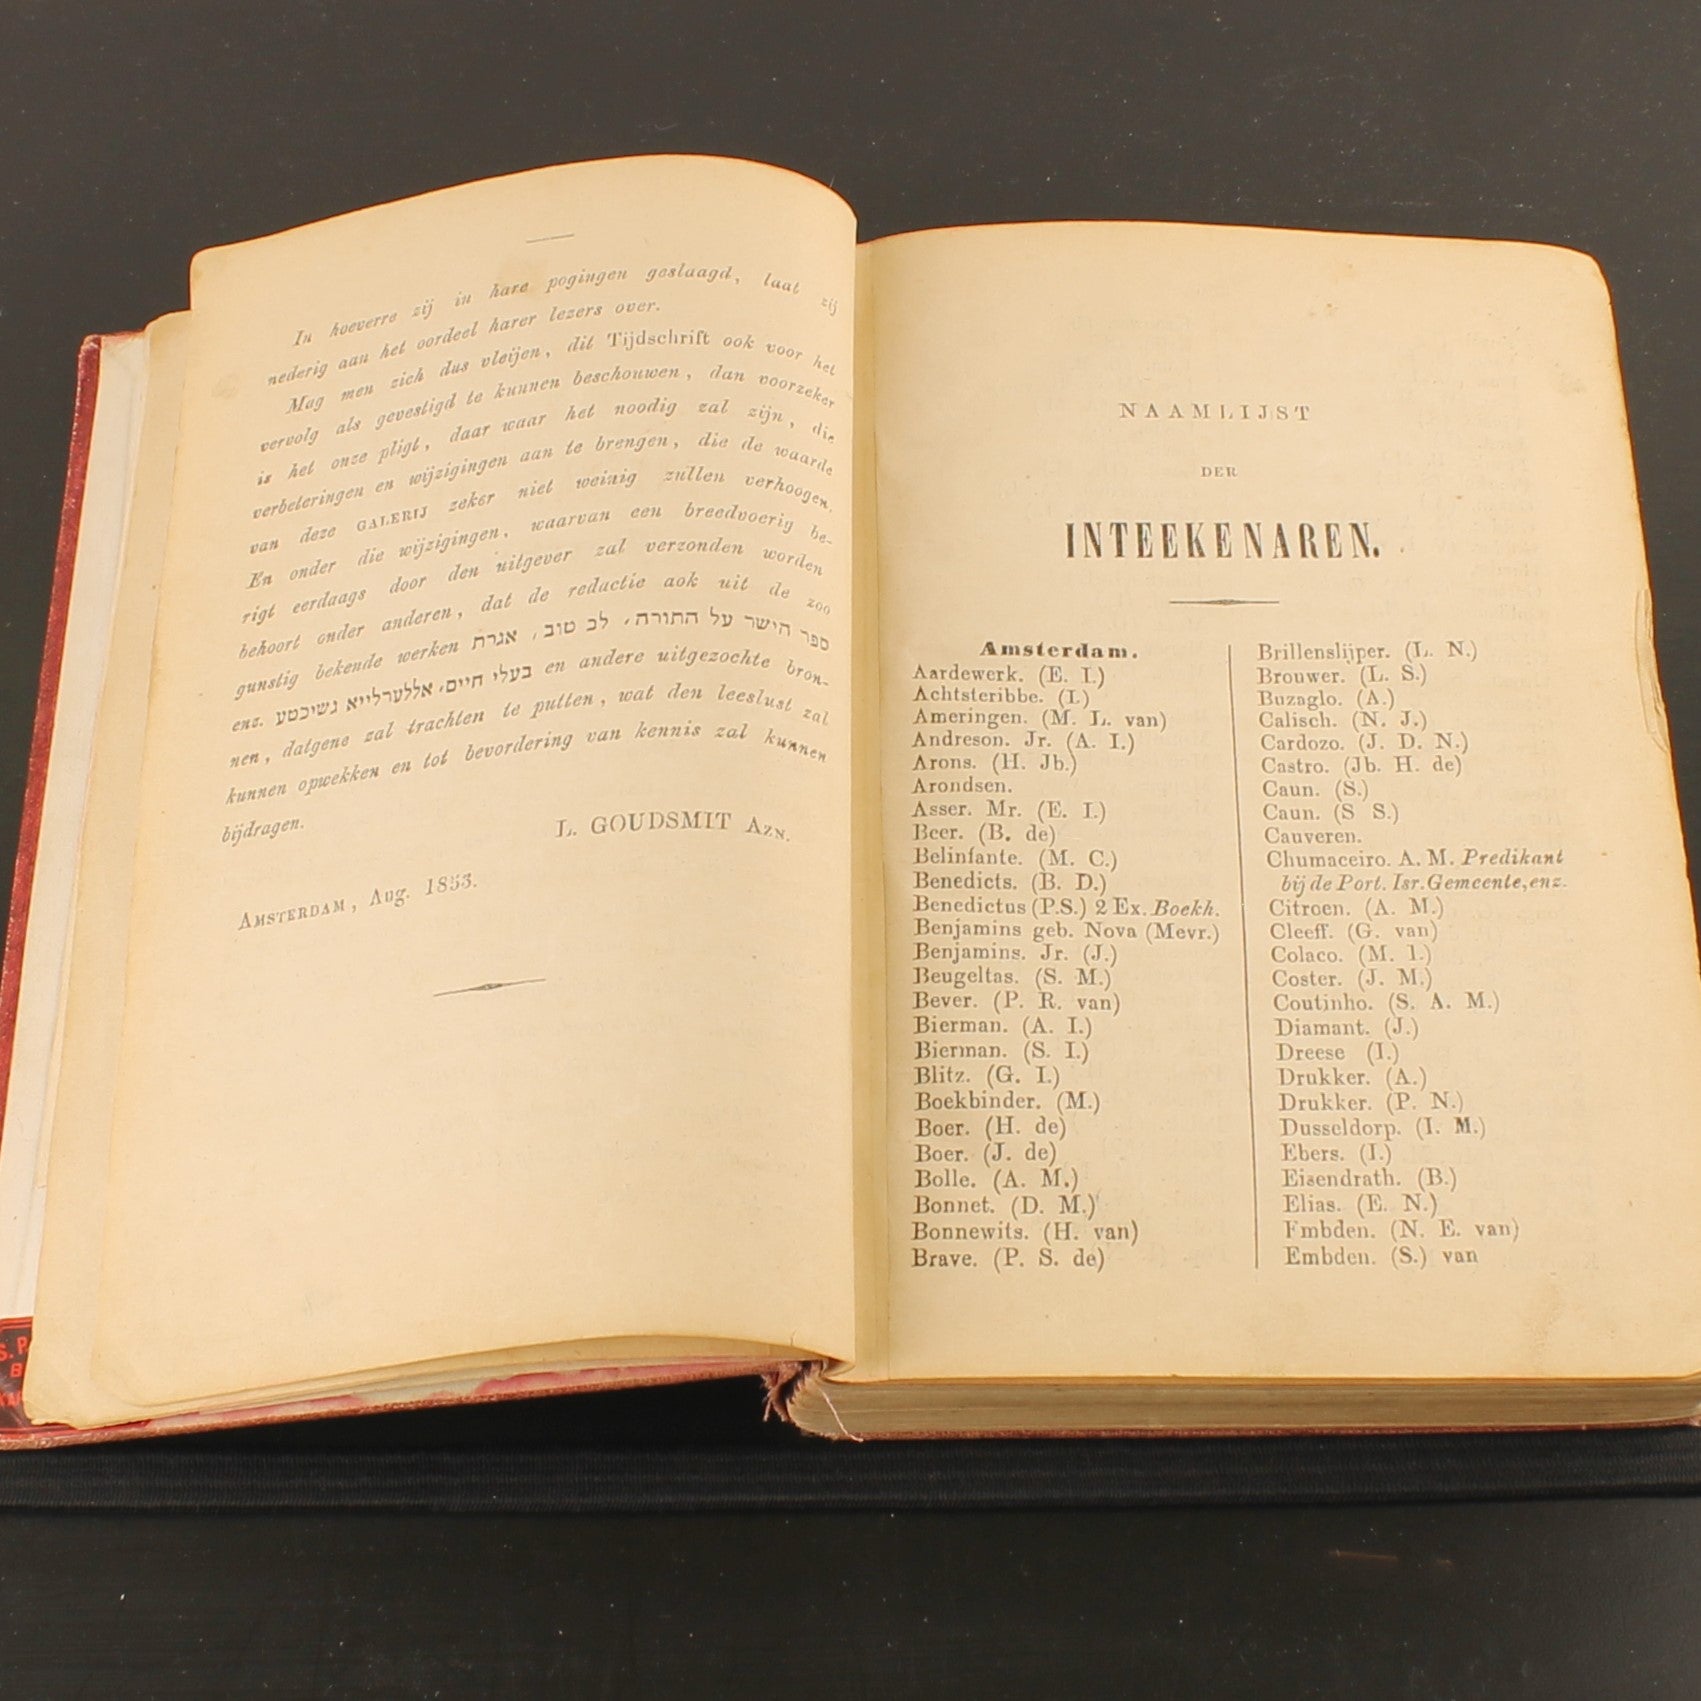 In hoeverre zij in hare pogingen geslaagd, laat zij
nederig aan het oordeel harer lezers over.
Mag men zich dus vleijen, dit Tijdschrift ook voor het
vervolg als gevestigd te kunnen beschouwen, dan voorzeker
is het onze pligt, daar waar het noodig zal zijn, die
verbeteringen en wijzigingen aan te brengen, die de waarde
van deze GALERIJ zeker niet weinig zullen verhoogen.
En onder die wijzigingen, waarvan een breedvoerig be-
rigt eerdaags door den uitgever zal verzonden worden
behoort onder anderen, dat de redactie aok uit de zoo
gunstig bekende werken ספר הישר על התורה, לב טוב, אגרת
enz. בעלי חיים, אללערלייא געשיכטע en andere uitgezochte bron-
nen, datgene zal trachten te putten, wat den leeslust zal
kunnen opwekken en tot bevordering van kennis zal kunnen
bijdragen.
L. GOUDSMIT Azn.
AMSTERDAM, Aug. 1853.
NAAMLIJST
DER
INTEEKENAREN.
Amsterdam.
Aardewerk. (E. I.)
Achtsteribbe. (I.)
Ameringen. (M. L. van)
Andreson. Jr. (A. I.)
Arons. (H. Jb.)
Arondsen.
Asser. Mr. (E. I.)
Beer. (B. de)
Belinfante. (M. C.)
Benedicts. (B. D.)
Benedictus (P.S.) 2 Ex. Boekh.
Benjamins geb. Nova (Mevr.)
Benjamins. Jr. (J.)
Beugeltas. (S. M.)
Bever. (P. R. van)
Bierman. (A. I.)
Bierman. (S. I.)
Blitz. (G. I.)
Boekbinder. (M.)
Boer. (H. de)
Boer. (J. de)
Bolle. (A. M.)
Bonnet. (D. M.)
Bonnewits. (H. van)
Brave. (P. S. de)
Brillenslijper. (L. N.)
Brouwer. (L. S.)
Buzaglo. (A.)
Calisch. (N. J.)
Cardozo. (J. D. N.)
Castro. (Jb. H. de)
Caun. (S.)
Caun. (S S.)
Cauveren.
Chumaceiro. A. M. Predikant
bij de Port. Isr. Gemeente, enz.
Citroen. (A. M.)
Cleeff. (G. van)
Colaco. (M. l.)
Coster. (J. M.)
Coutinho. (S. A. M.)
Diamant. (J.)
Dreese (I.)
Drukker. (A.)
Drukker. (P. N.)
Dusseldorp. (I. M.)
Ebers. (I.)
Eisendrath. (B.)
Elias. (E. N.)
Fmbden. (N. E. van)
Embden. (S.) van